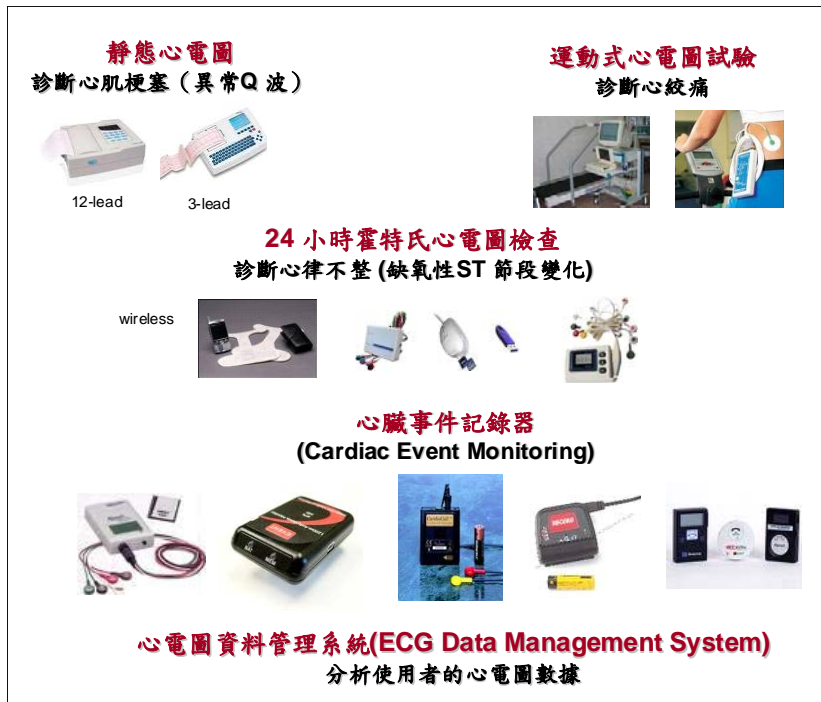 靜態心電圖
診斷心肌梗塞（異常Q 波）
12-lead
3-lead
運動式心電圖試驗
診斷心絞痛
24 小時霍特氏心電圖檢查
診斷心律不整 (缺氧性ST 節段變化)
wireless
心臟事件記錄器
(Cardiac Event Monitoring)
心電圖資料管理系統(ECG Data Management System)
分析使用者的心電圖數據